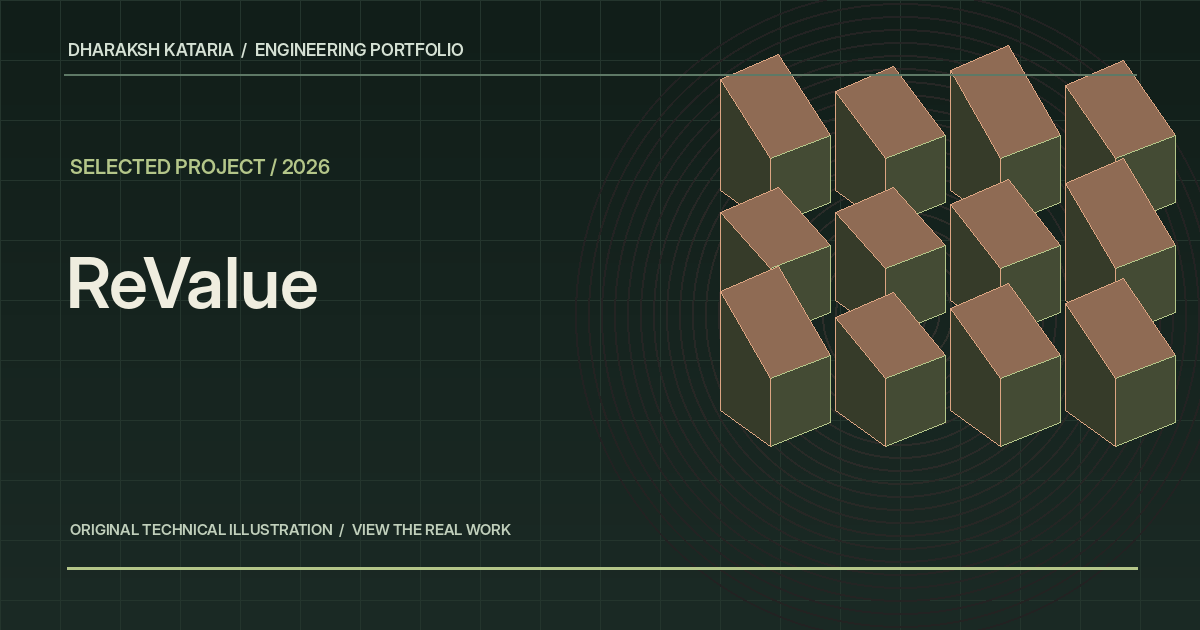 DHARAKSH KATARIA / ENGINEERING PORTFOLIO
SELECTED PROJECT / 2026
ReValue
ORIGINAL TECHNICAL ILLUSTRATION / VIEW THE REAL WORK